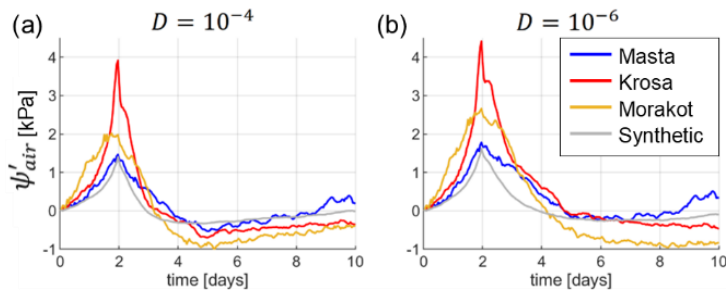 (a) D = 10⁻⁴
(b) D = 10⁻⁶
Masta
Krosa
Morakot
Synthetic
ψ′air [kPa]
5
4
3
2
1
0
-1
0 2 4 6 8 10
time [days]
5
4
3
2
1
0
-1
0 2 4 6 8 10
time [days]